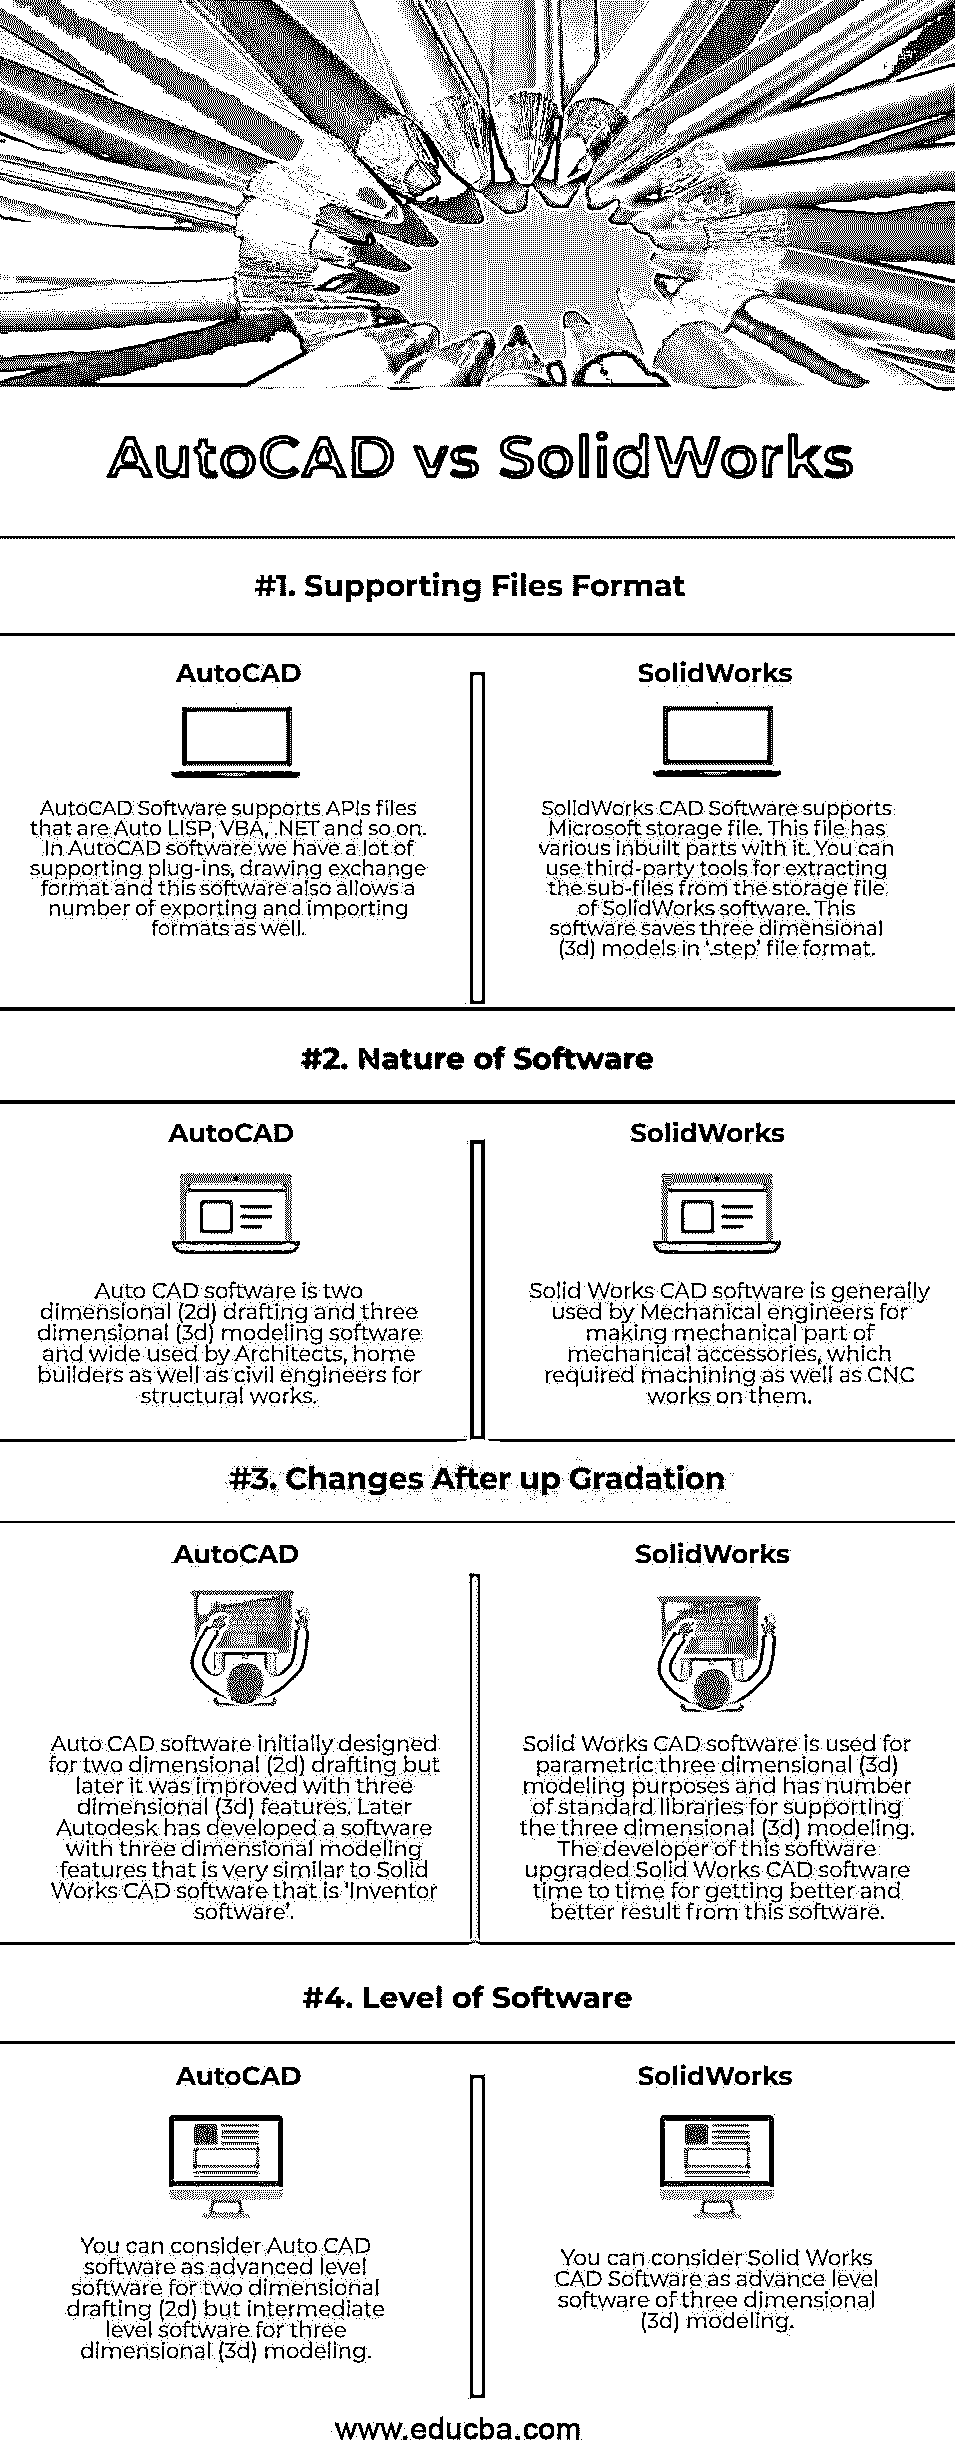 AutoCAD vs SolidWorks
#1. Supporting Files Format
AutoCAD
AutoCAD Software supports APIs files
that are Auto LISP, VBA, .NET and so on.
In AutoCAD software we have a lot of
supporting plug-ins, drawing exchange
format and this software also allows a
number of exporting and importing
formats as well.
SolidWorks
SolidWorks CAD Software supports
Microsoft storage file. This file has
various inbuilt parts with it. You can
use third-party tools for extracting
the sub-files from the storage file
of SolidWorks software. This
software saves three dimensional
(3d) models in '.step' file format.
#2. Nature of Software
AutoCAD
Auto CAD software is two
dimensional (2d) drafting and three
dimensional (3d) modeling software
and wide used by Architects, home
builders as well as civil engineers for
structural works.
SolidWorks
Solid Works CAD software is generally
used by Mechanical engineers for
making mechanical part of
mechanical accessories, which
required machining as well as CNC
works on them.
#3. Changes After up Gradation
AutoCAD
Auto CAD software initially designed
for two dimensional (2d) drafting but
later it was improved with three
dimensional (3d) features. Later
Autodesk has developed a software
with three dimensional modeling
features that is very similar to Solid
Works CAD software that is 'Inventor
software'.
SolidWorks
Solid Works CAD software is used for
parametric three dimensional (3d)
modeling purposes and has number
of standard libraries for supporting
the three dimensional (3d) modeling.
The developer of this software
upgraded Solid Works CAD software
time to time for getting better and
better result from this software.
#4. Level of Software
AutoCAD
You can consider Auto CAD
software as advanced level
software for two dimensional
drafting (2d) but intermediate
level software for three
dimensional (3d) modeling.
SolidWorks
You can consider Solid Works
CAD Software as advance level
software of three dimensional
(3d) modeling.
www.educba.com